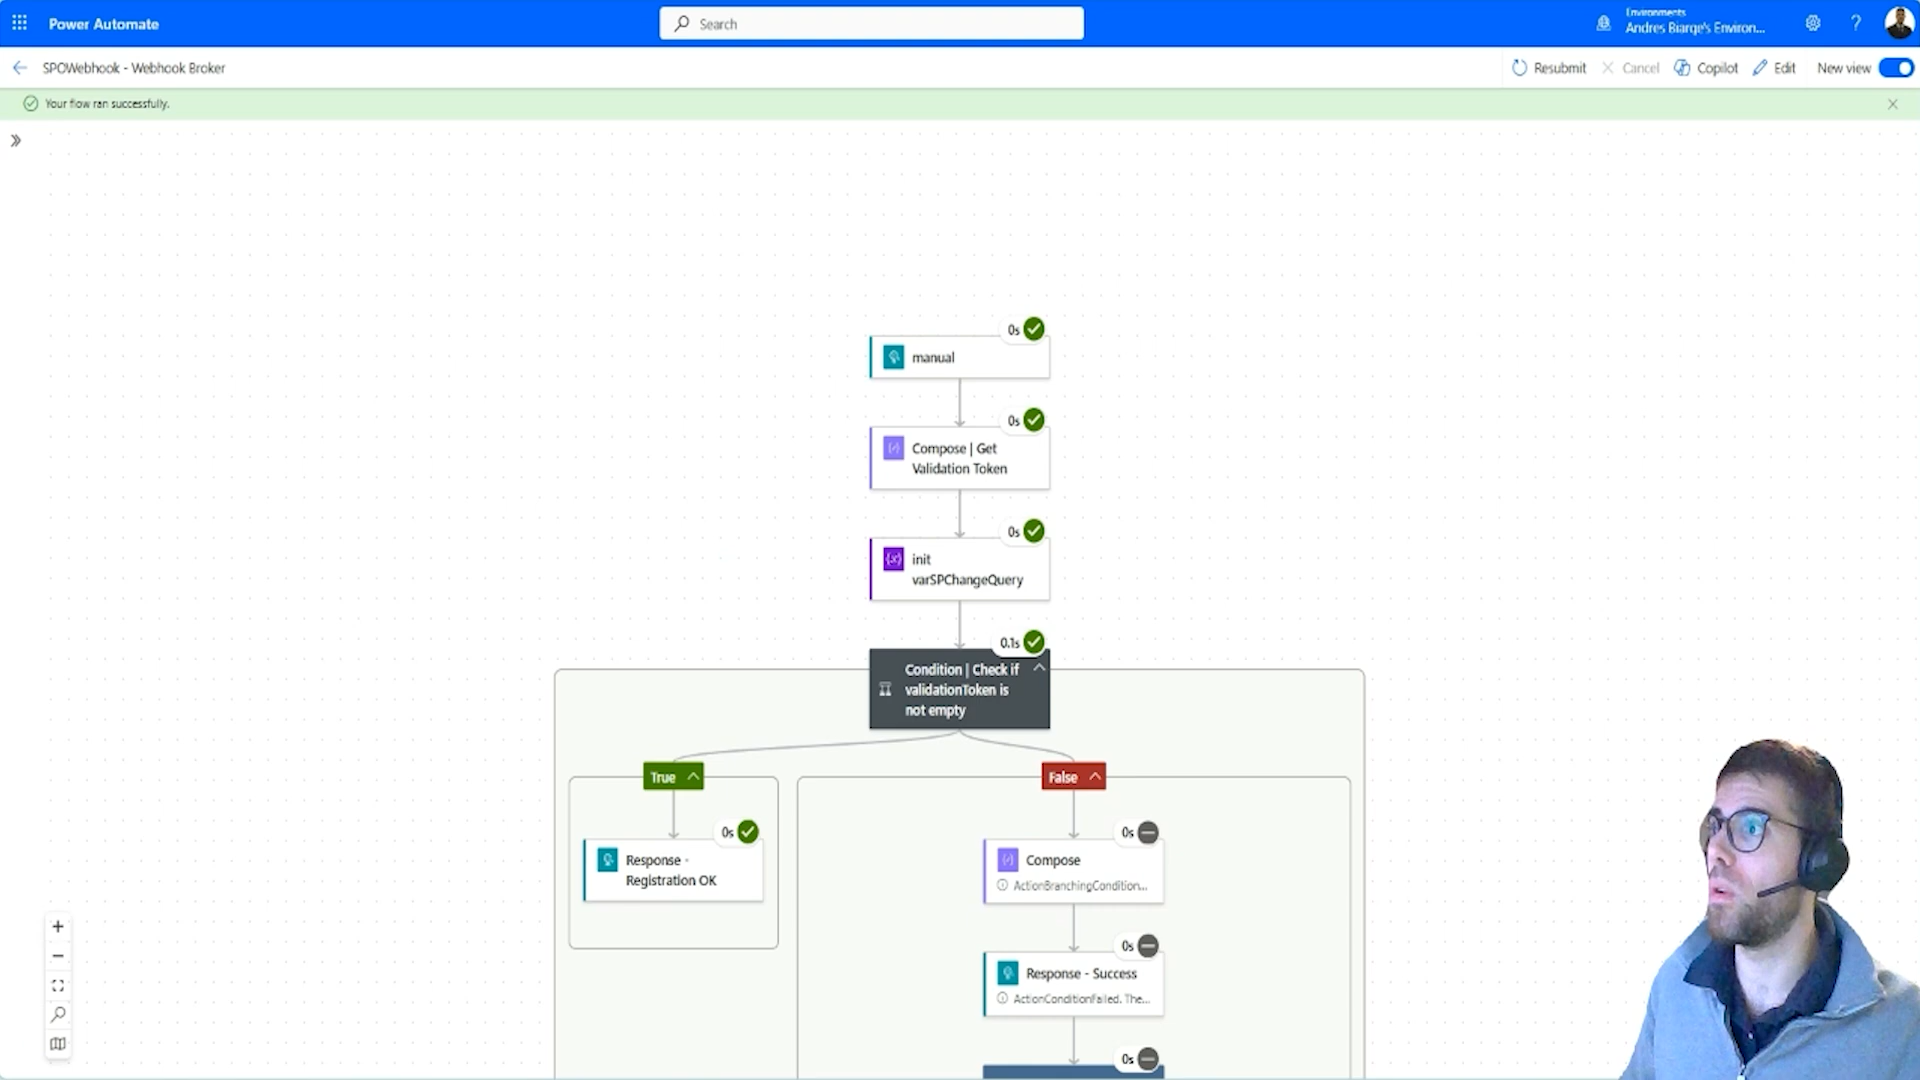 Power Automate
Search
Environments
Andres Biarge's Environ...
SPOWebhook - Webhook Broker
Resubmit
Cancel
Copilot
Edit
New view
Your flow ran successfully.
0s
manual
0s
Compose | Get
Validation Token
0s
init
varSPChangeQuery
0.1s
Condition | Check if
validationToken is
not empty
True
False
0s
Response -
Registration OK
0s
Compose
ActionBranchingCondition...
0s
Response - Success
ActionConditionFailed. The...
0s